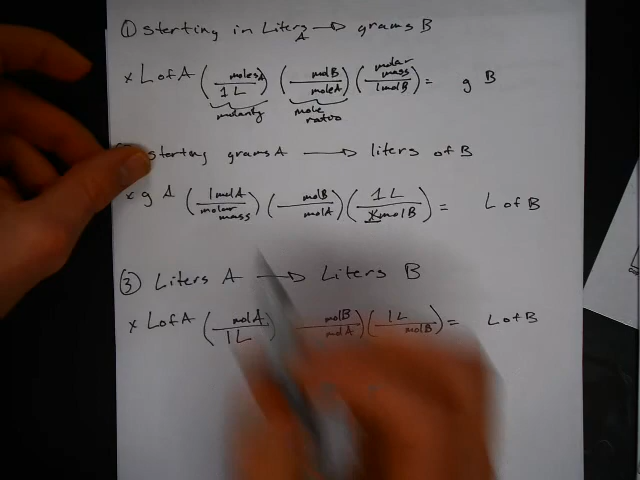 ① starting in Liters A → grams B
x L of A ( moles A / 1 L ) ( mol B / mole A ) ( molar mass / 1 mol B ) = g B
molarity mole ratio
starting grams A → liters of B
x g A ( 1 mol A / molar mass ) ( mol B / mol A ) ( 1 L / x mol B ) = L of B
③ Liters A → Liters B
x L of A ( mol A / 1 L ) mol B / mol A ) ( 1 L / mol B ) = L of B